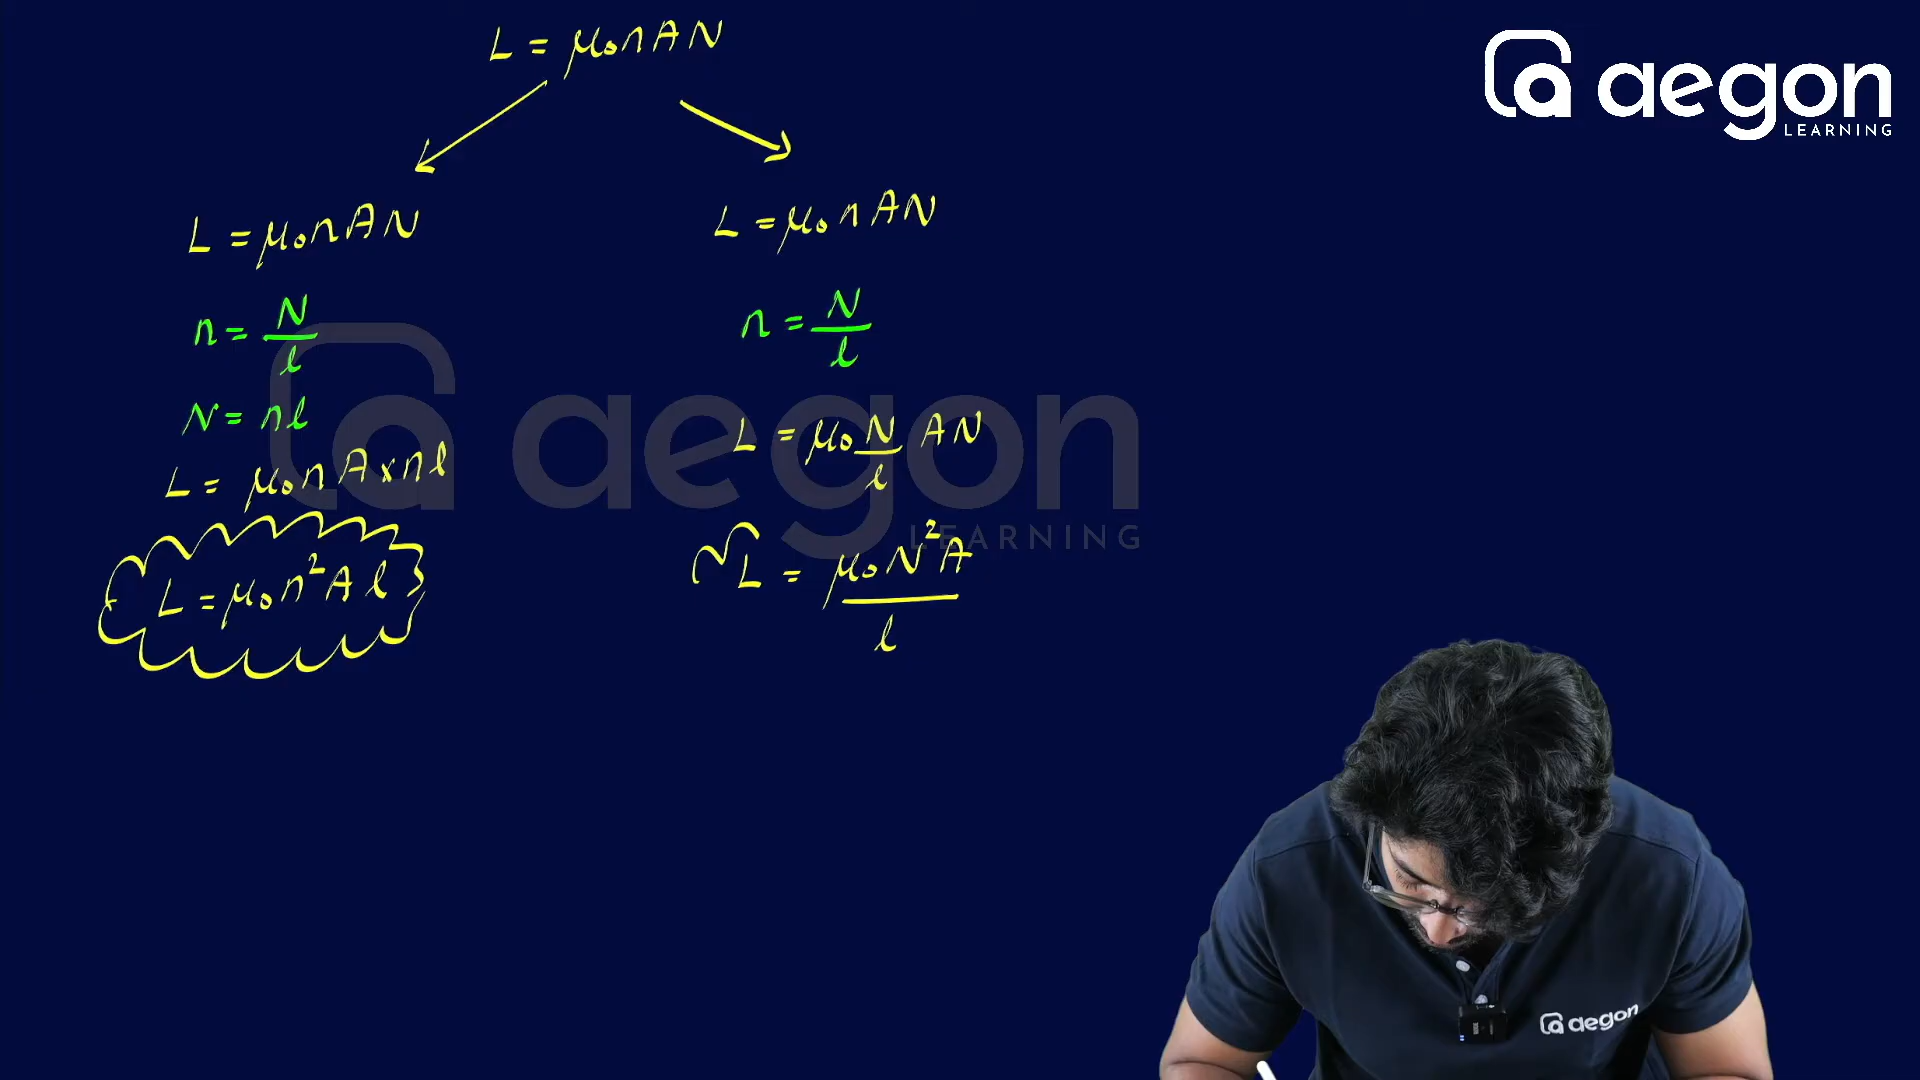 L = μ₀nAN
aegon
LEARNING
L = μ₀nAN
n = N/l
N = nl
L = μ₀nA×nl
L = μ₀n²Al
L = μ₀nAN
n = N/l
L = μ₀ N/l AN
L = μ₀N²A/l
aegon
LEARNING
aegon